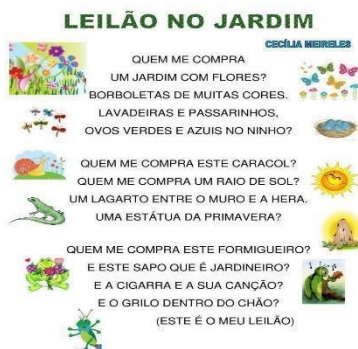 LEILÃO NO JARDIM
CECÍLIA MEIRELES
QUEM ME COMPRA
UM JARDIM COM FLORES?
BORBOLETAS DE MUITAS CORES.
LAVADEIRAS E PASSARINHOS,
OVOS VERDES E AZUIS NO NINHO?
QUEM ME COMPRA ESTE CARACOL?
QUEM ME COMPRA UM RAIO DE SOL?
UM LAGARTO ENTRE O MURO E A HERA.
UMA ESTÁTUA DA PRIMAVERA?
QUEM ME COMPRA ESTE FORMIGUEIRO?
E ESTE SAPO QUE É JARDINEIRO?
E A CIGARRA E A SUA CANÇÃO?
E O GRILO DENTRO DO CHÃO?
(ESTE É O MEU LEILÃO)